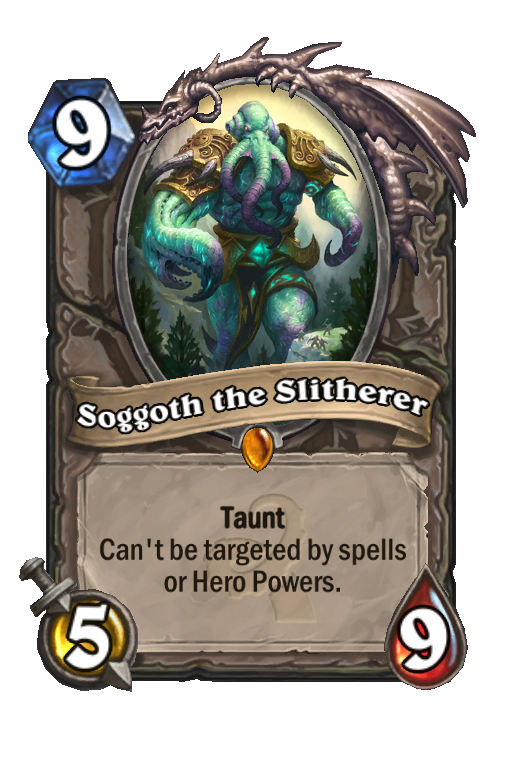 9
Soggoth the Slitherer
Taunt
Can't be targeted by spells
or Hero Powers.
5
9